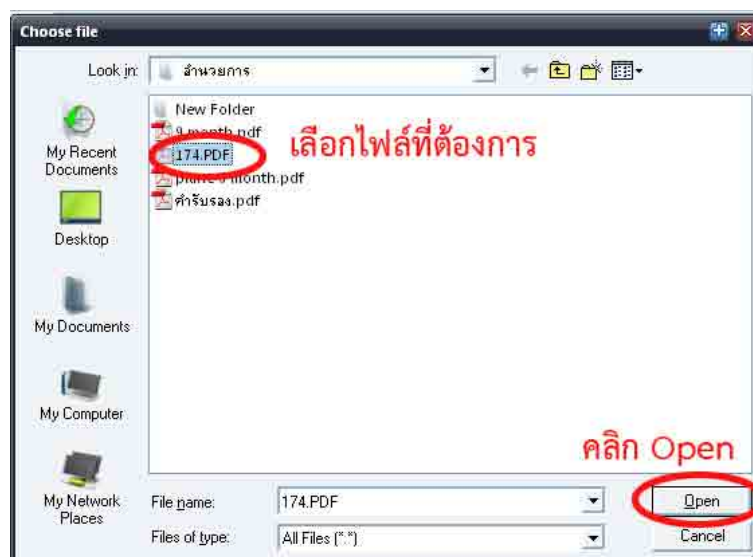 Choose file
Look in:
อำนวยการ
New Folder
9 month.pdf
174.PDF
เลือกไฟล์ที่ต้องการ
month.pdf
คำรับรอง.pdf
My Recent
Documents
Desktop
My Documents
My Computer
My Network
Places
คลิก Open
File name:
174.PDF
Open
Files of type:
All Files (*.*)
Cancel